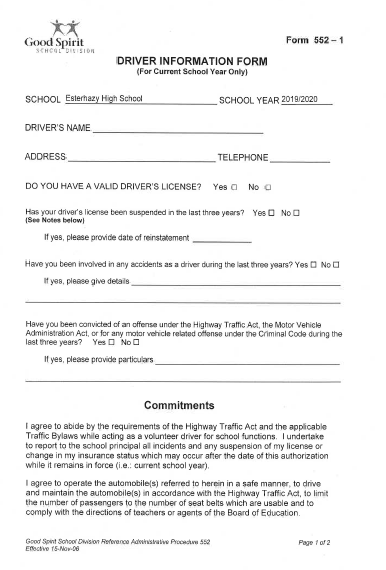 Good Spirit
SCHOOL DIVISION
Form 552 – 1
DRIVER INFORMATION FORM
(For Current School Year Only)
SCHOOL Esterhazy High School SCHOOL YEAR 2019/2020
DRIVER'S NAME
ADDRESS TELEPHONE
DO YOU HAVE A VALID DRIVER'S LICENSE? Yes ☐ No ☐
Has your driver's license been suspended in the last three years? Yes ☐ No ☐
(See Notes below)
If yes, please provide date of reinstatement
Have you been involved in any accidents as a driver during the last three years? Yes ☐ No ☐
If yes, please give details
Have you been convicted of an offense under the Highway Traffic Act, the Motor Vehicle
Administration Act, or for any motor vehicle related offense under the Criminal Code during the
last three years? Yes ☐ No ☐
If yes, please provide particulars
Commitments
I agree to abide by the requirements of the Highway Traffic Act and the applicable
Traffic Bylaws while acting as a volunteer driver for school functions. I undertake
to report to the school principal all incidents and any suspension of my license or
change in my insurance status which may occur after the date of this authorization
while it remains in force (i.e.: current school year).
I agree to operate the automobile(s) referred to herein in a safe manner, to drive
and maintain the automobile(s) in accordance with the Highway Traffic Act, to limit
the number of passengers to the number of seat belts which are usable and to
comply with the directions of teachers or agents of the Board of Education.
Good Spirit School Division Reference Administrative Procedure 552 Page 1 of 2
Effective 15-Nov-06